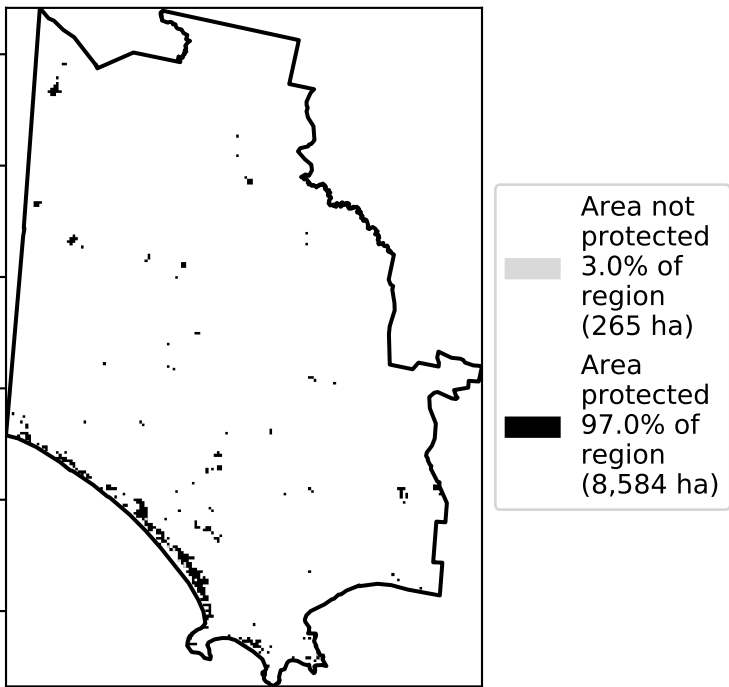 Area not
protected
3.0% of
region
(265 ha)
Area
protected
97.0% of
region
(8,584 ha)